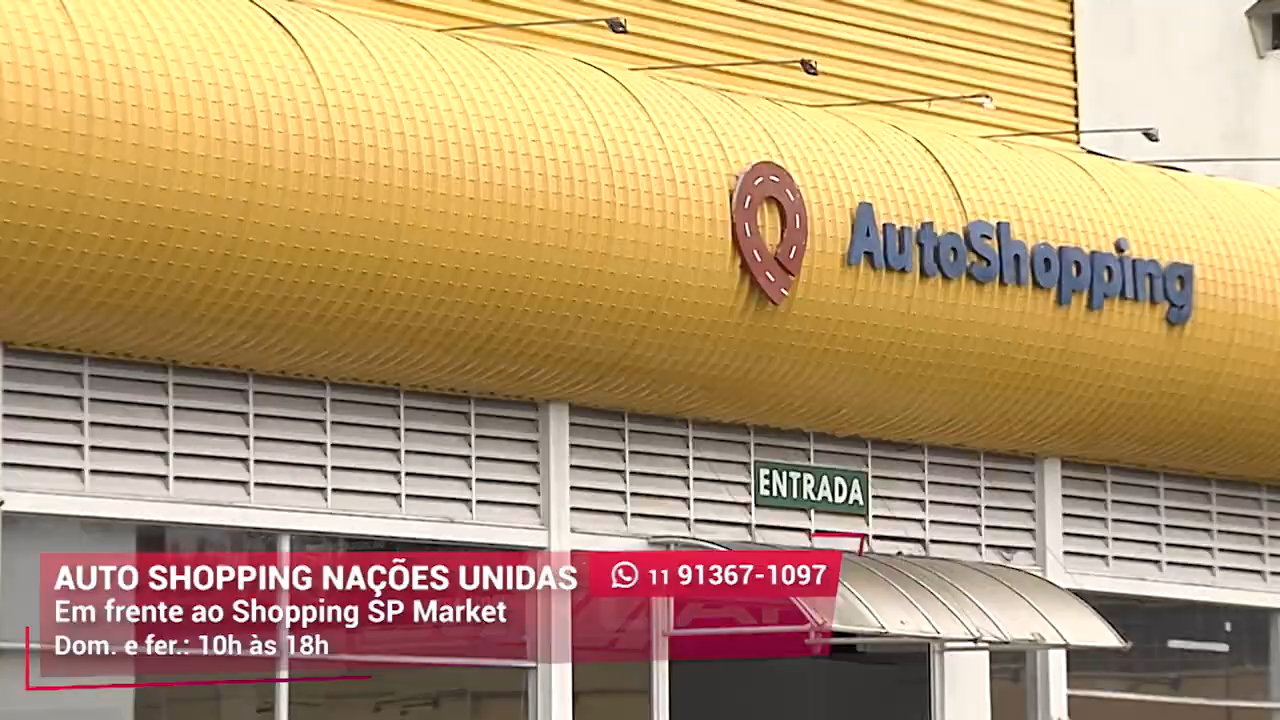 AutoShopping
ENTRADA
AUTO SHOPPING NAÇÕES UNIDAS
11 91367-1097
Em frente ao Shopping SP Market
Dom. e fer.: 10h às 18h